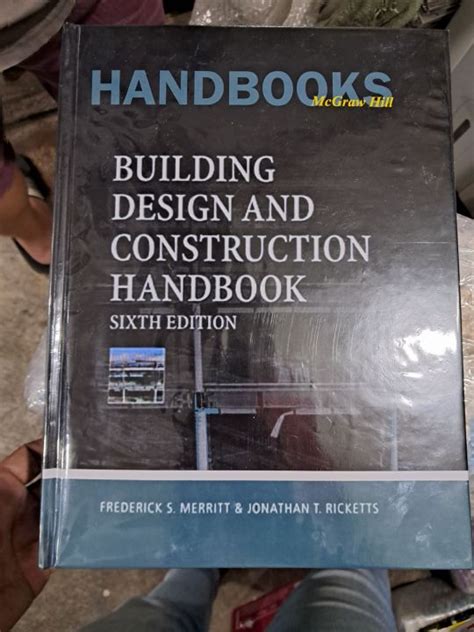 HANDBOOKS
McGraw Hill
BUILDING
DESIGN AND
CONSTRUCTION
HANDBOOK
SIXTH EDITION
FREDERICK S. MERRITT & JONATHAN T. RICKETTS